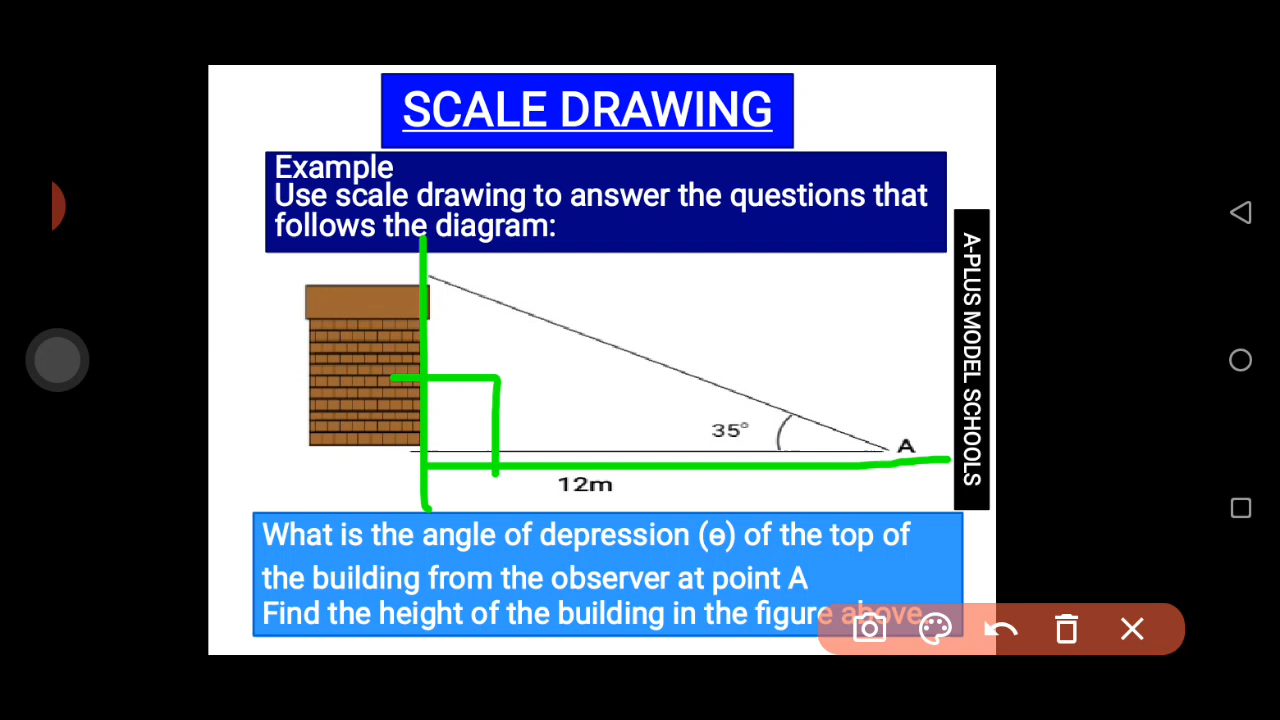 SCALE DRAWING
Example
Use scale drawing to answer the questions that
follows the diagram:
A-PLUS MODEL SCHOOLS
35°
A
12m
What is the angle of depression (ɵ) of the top of
the building from the observer at point A
Find the height of the building in the figure above